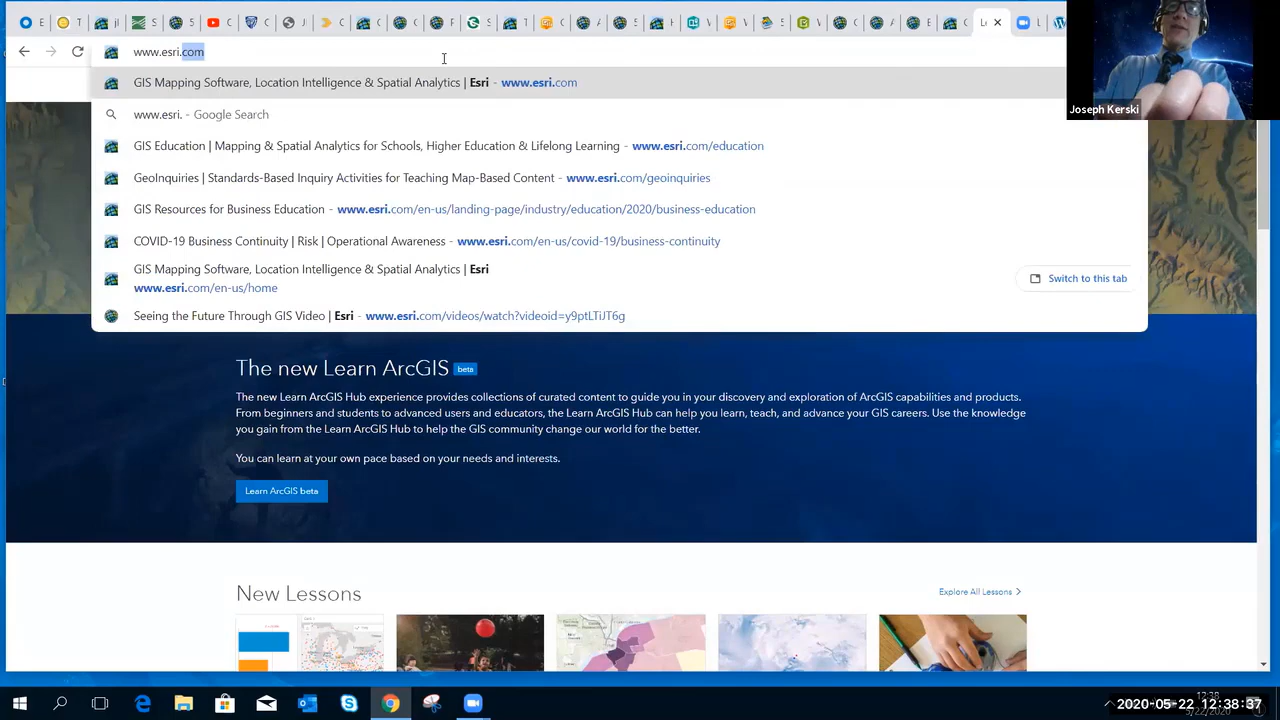 www.esri.com
GIS Mapping Software, Location Intelligence & Spatial Analytics | Esri - www.esri.com
www.esri. - Google Search
GIS Education | Mapping & Spatial Analytics for Schools, Higher Education & Lifelong Learning - www.esri.com/education
GeoInquiries | Standards-Based Inquiry Activities for Teaching Map-Based Content - www.esri.com/geoinquiries
GIS Resources for Business Education - www.esri.com/en-us/landing-page/industry/education/2020/business-education
COVID-19 Business Continuity | Risk | Operational Awareness - www.esri.com/en-us/covid-19/business-continuity
GIS Mapping Software, Location Intelligence & Spatial Analytics | Esri
www.esri.com/en-us/home
Switch to this tab
Seeing the Future Through GIS Video | Esri - www.esri.com/videos/watch?videoid=y9ptLTiJT6g
Joseph Kerski
The new Learn ArcGIS beta
The new Learn ArcGIS Hub experience provides collections of curated content to guide you in your discovery and exploration of ArcGIS capabilities and products.
From beginners and students to advanced users and educators, the Learn ArcGIS Hub can help you learn, teach, and advance your GIS careers. Use the knowledge
you gain from the Learn ArcGIS Hub to help the GIS community change our world for the better.
You can learn at your own pace based on your needs and interests.
Learn ArcGIS beta
New Lessons
Explore All Lessons
12:38
2020-05-22 12:38:37